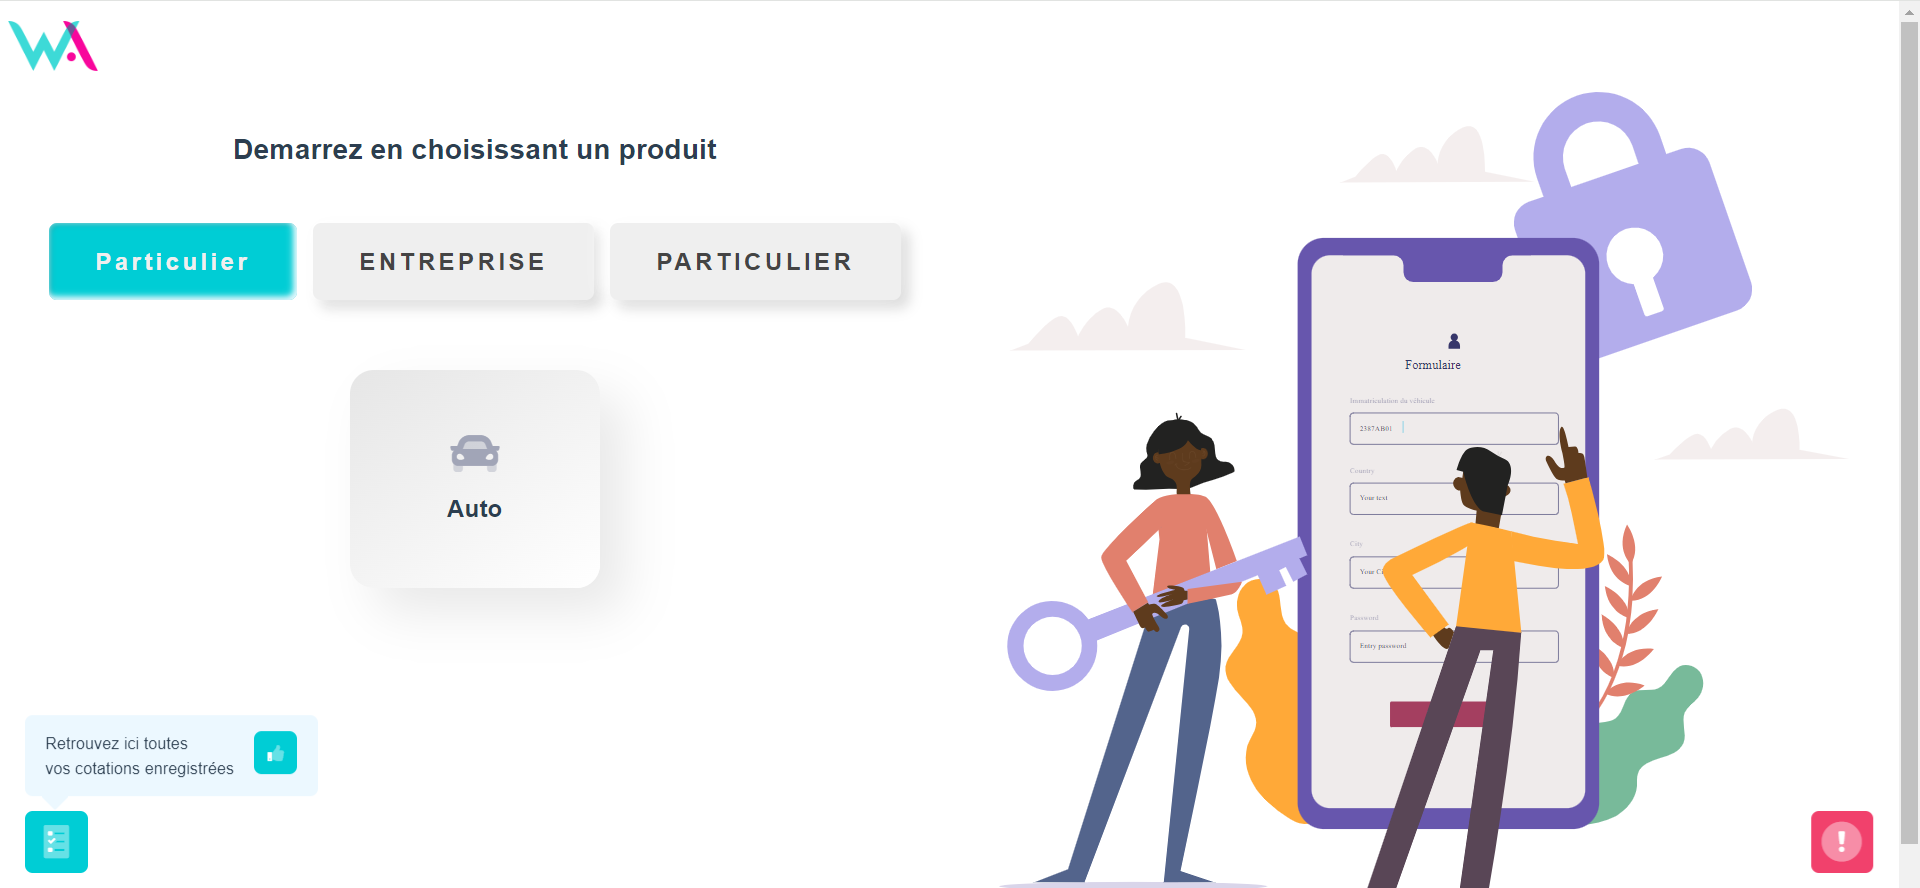 WA
Demarrez en choisissant un produit
Particulier
ENTREPRISE
PARTICULIER
Auto
Retrouvez ici toutes
vos cotations enregistrées
Formulaire
Immatriculation du véhicule
2387AB01
Country
Your text
City
Your C
Password
Entry password